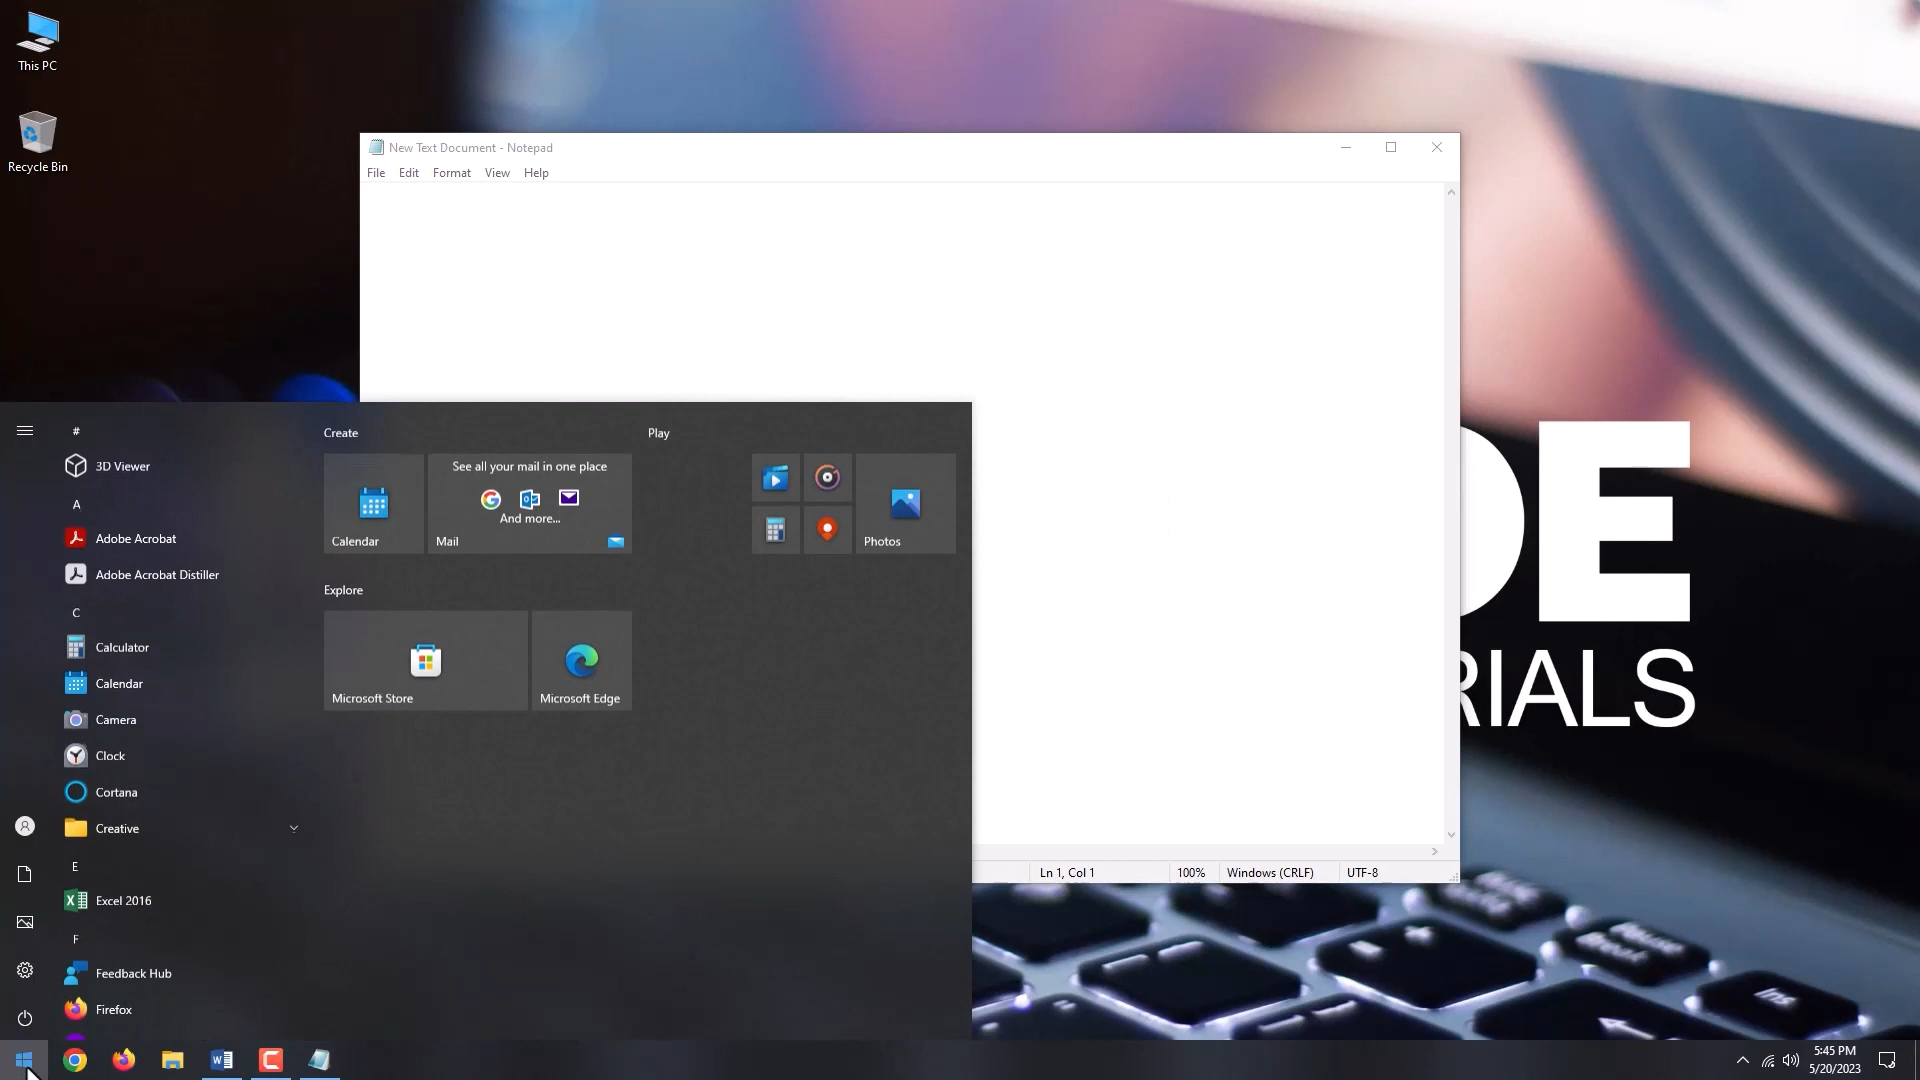 This PC
Recycle Bin
New Text Document - Notepad
File Edit Format View Help
#
3D Viewer
A
Adobe Acrobat
Adobe Acrobat Distiller
C
Calculator
Calendar
Camera
Clock
Cortana
Creative
E
Excel 2016
F
Feedback Hub
Firefox
Create
Calendar
See all your mail in one place
And more...
Mail
Explore
Microsoft Store
Microsoft Edge
Play
Photos
Ln 1, Col 1
100%
Windows (CRLF)
UTF-8
DE
RIALS
Pause
Break
Ins
5:45 PM
5/20/2023